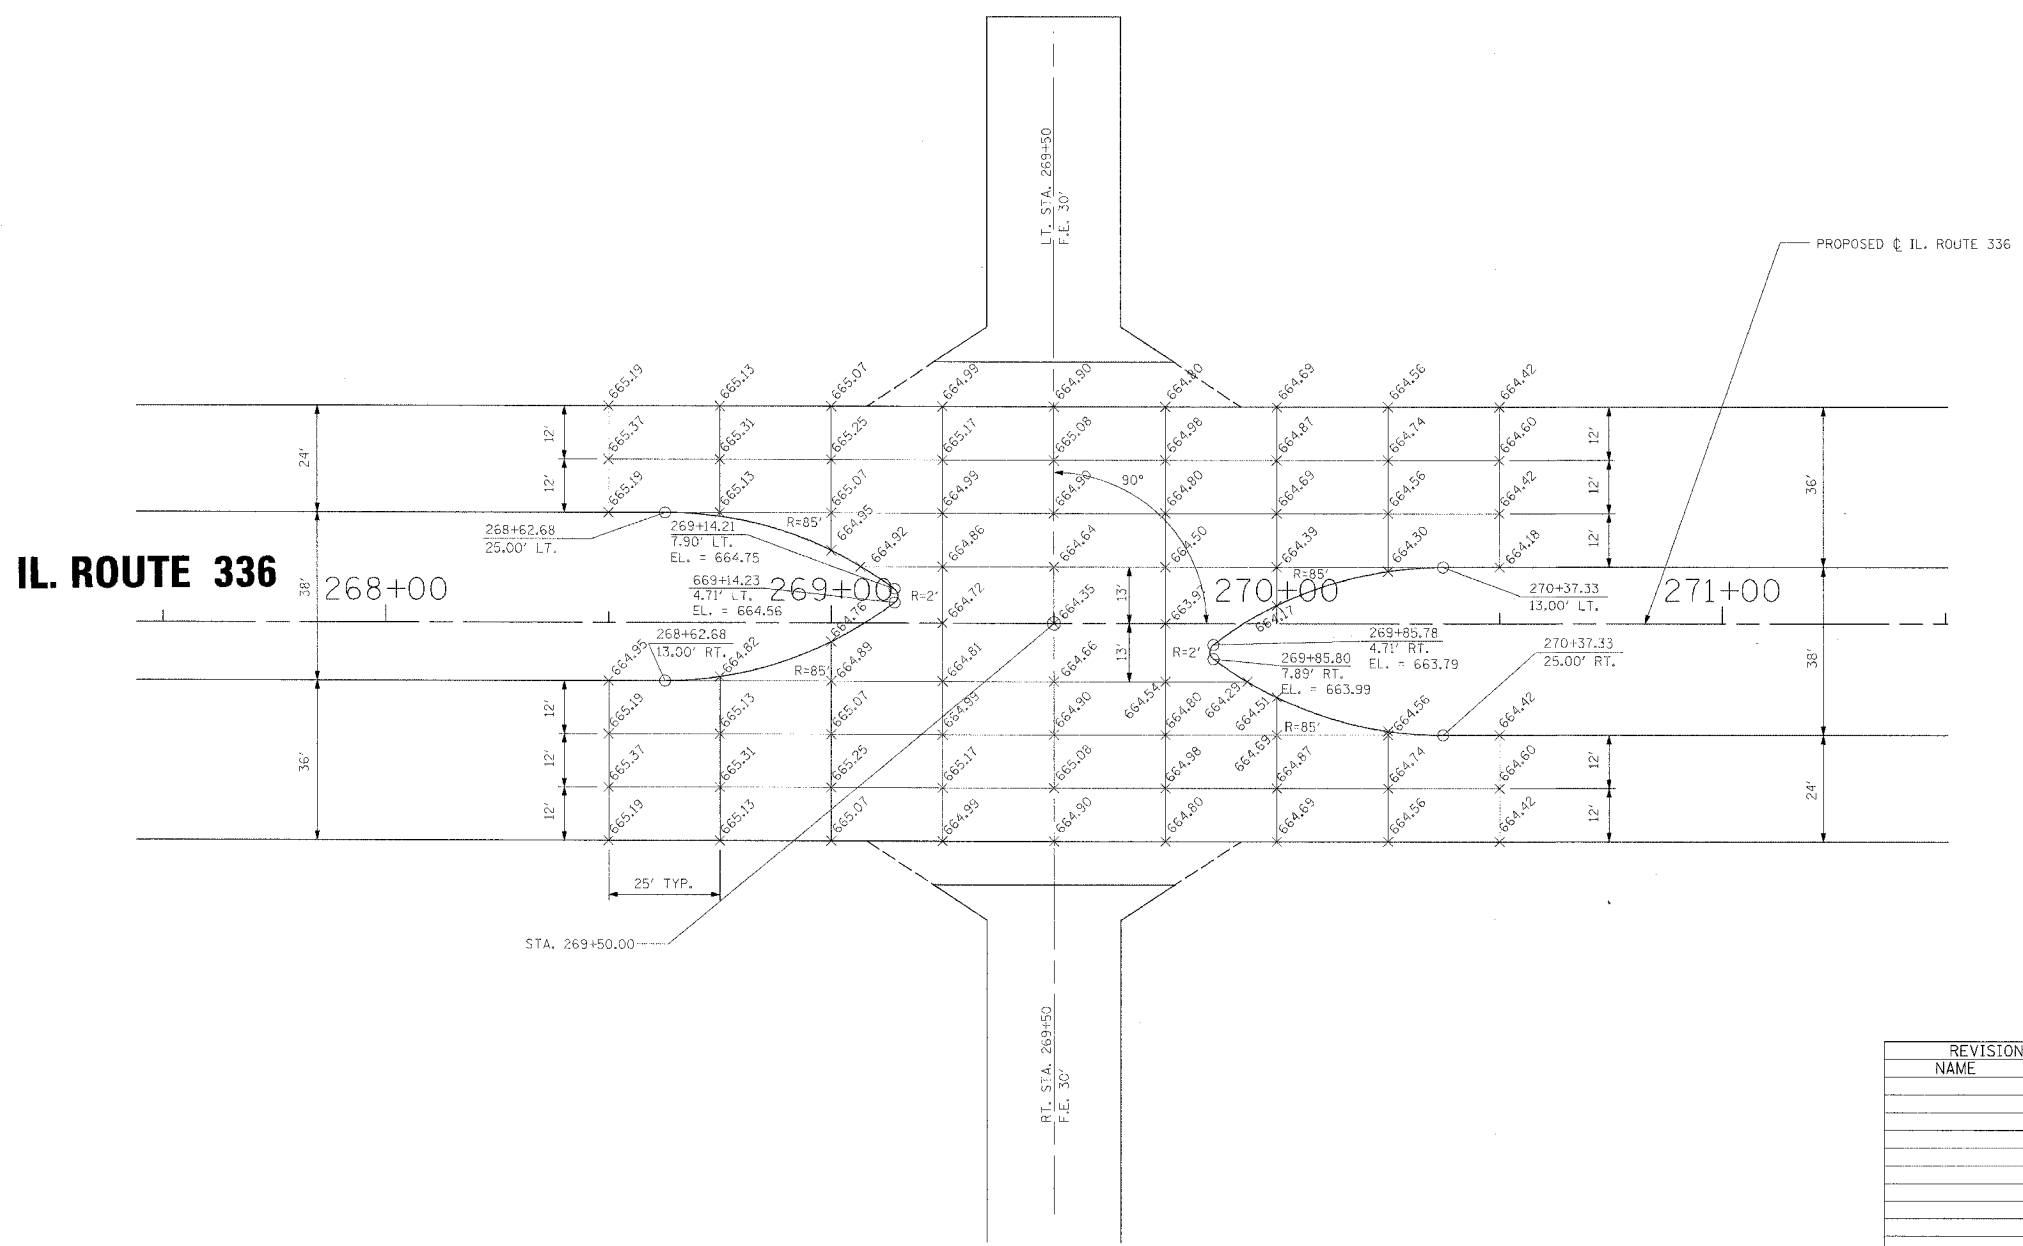 LT. STA. 269+50
F.E. 30'
PROPOSED ℄ IL. ROUTE 336
665.19 665.13 665.07 664.99 664.90 664.80 664.69 664.56 664.42
24' 12' 12' 36'
665.37 665.31 665.25 665.17 665.08 664.98 664.87 664.74 664.60
12' 90° 12'
665.19 665.13 665.07 664.99 664.90 664.80 664.69 664.56 664.42
12'
268+62.68
25.00' LT.
269+14.21
7.90' LT.
EL. = 664.75
R=85'
664.95 664.92 664.86 664.64 664.50 664.39 664.30 664.18
IL. ROUTE 336
38'
268+00 269+00 270+00 271+00
669+14.23
4.71' LT.
EL. = 664.56
R=2'
R=85'
270+37.33
13.00' LT.
664.76 664.72 664.35 663.97 664.17
13'
13'
268+62.68
13.00' RT.
269+85.78
4.71' RT.
EL. = 663.79
R=2'
269+85.80
7.89' RT.
EL. = 663.99
270+37.33
25.00' RT.
38'
664.95 664.82 664.89 664.81 664.66 664.54 664.29 664.51 664.56 664.42
R=85'
R=85'
36' 12' 12' 24'
665.19 665.13 665.07 664.99 664.90 664.80 664.69
12' 12'
665.37 665.31 665.25 665.17 665.08 664.98 664.87 664.74 664.60
12'
665.19 665.13 665.07 664.99 664.90 664.80 664.69 664.56 664.42
25' TYP.
STA. 269+50.00
RT. STA. 269+50
F.E. 30'
REVISION
NAME